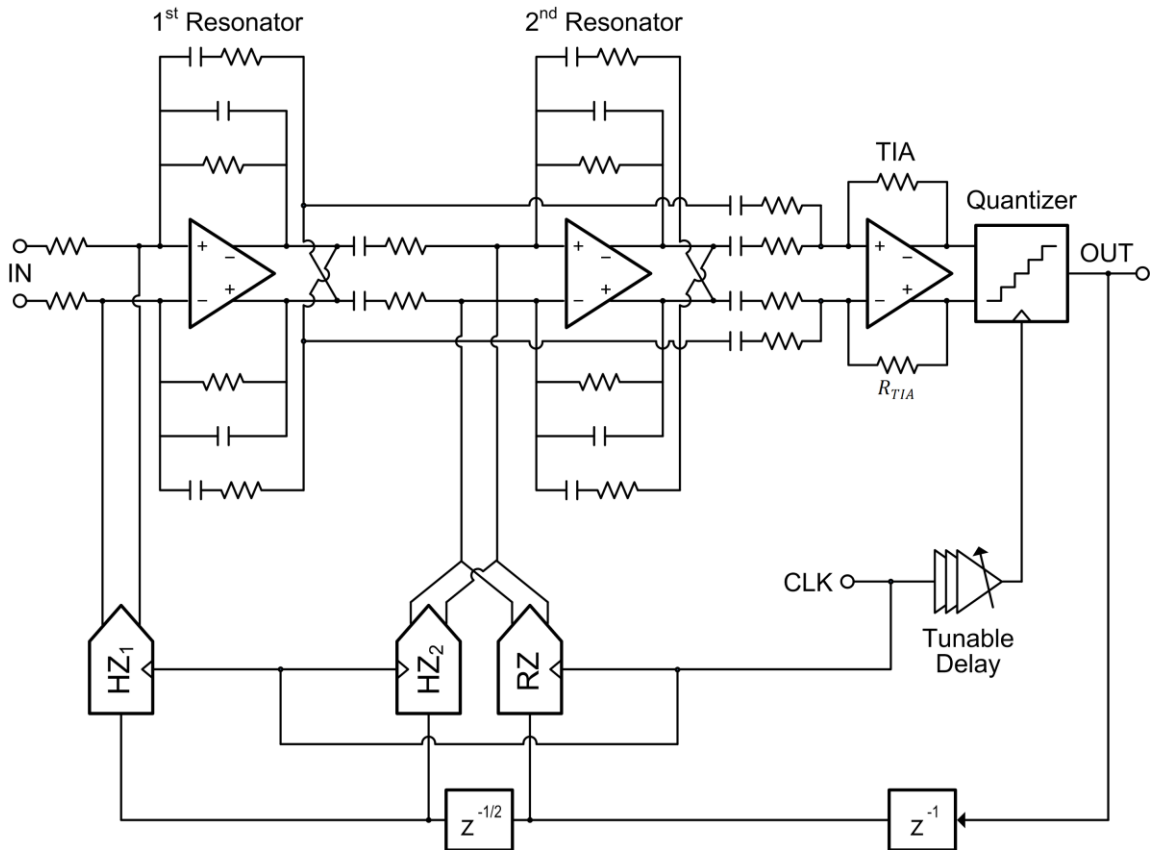 1st Resonator
2nd Resonator
TIA
Quantizer
IN
+
−
−
+
+
−
−
+
+
−
−
+
OUT
R_TIA
CLK
Tunable
Delay
HZ1
HZ2
RZ
z^-1/2
z^-1